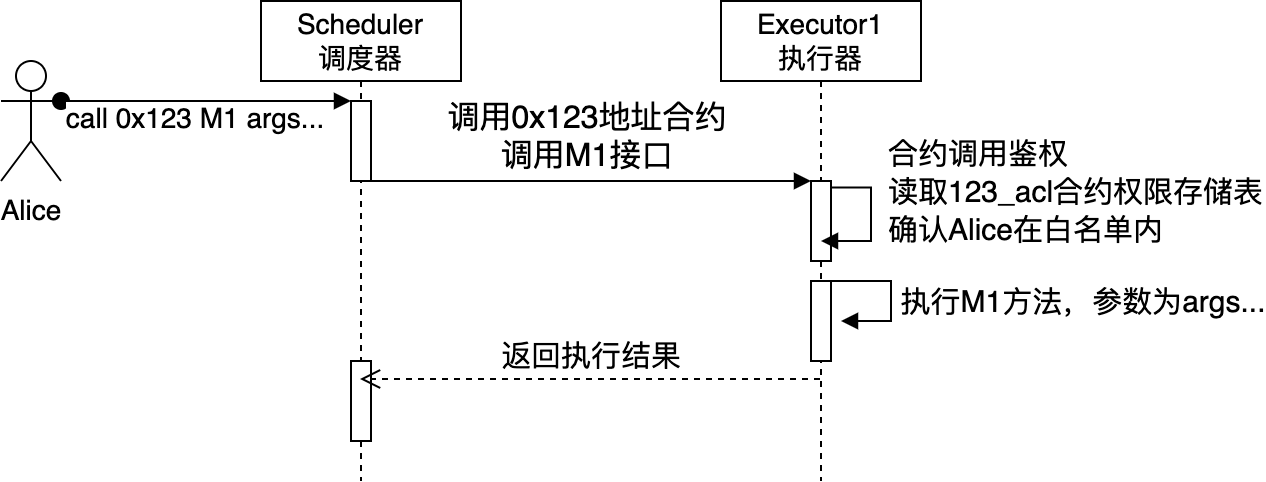 Scheduler
调度器
Executor1
执行器
call 0x123 M1 args...
Alice
调用0x123地址合约
调用M1接口
合约调用鉴权
读取123_acl合约权限存储表
确认Alice在白名单内
执行M1方法，参数为args...
返回执行结果